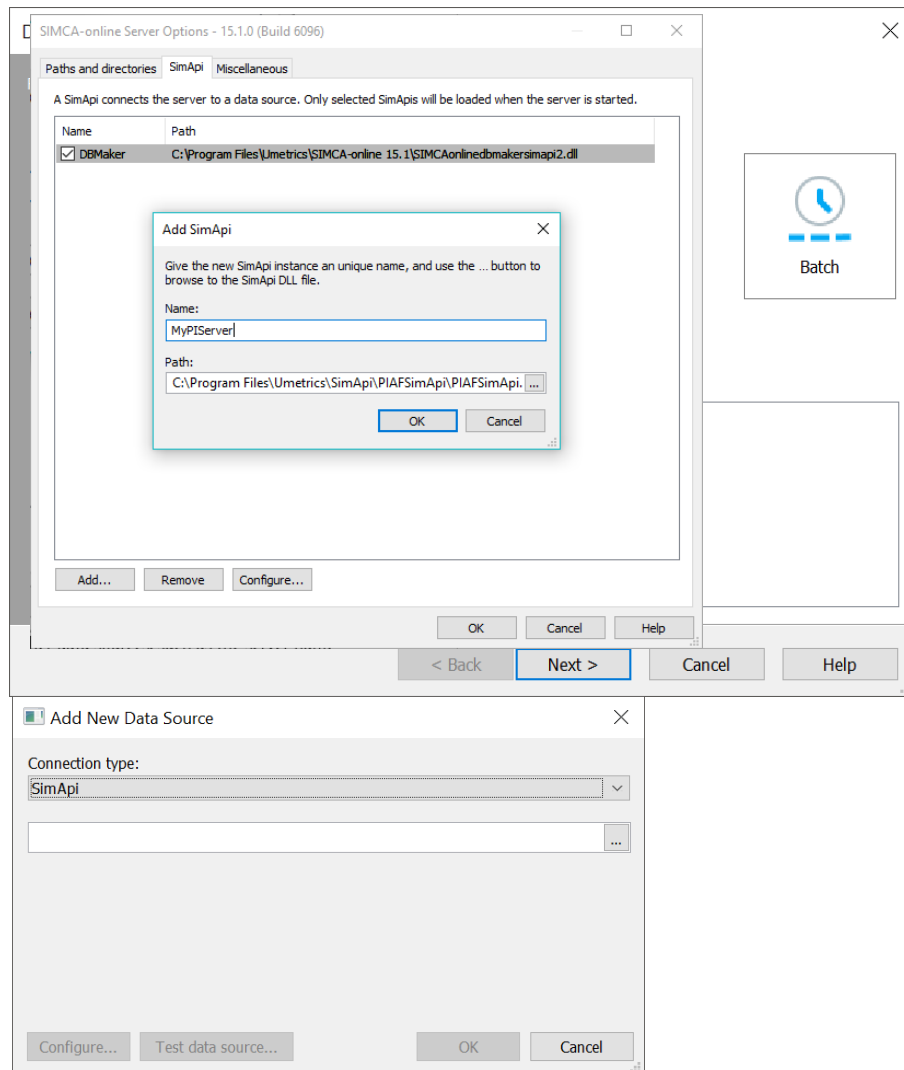 SIMCA-online Server Options - 15.1.0 (Build 6096)
Paths and directories SimApi Miscellaneous
A SimApi connects the server to a data source. Only selected SimApis will be loaded when the server is started.
Name Path
DBMaker C:\Program Files\Umetrics\SIMCA-online 15.1\SIMCAonlinedbmakersimapi2.dll
Add SimApi
Give the new SimApi instance an unique name, and use the ... button to
browse to the SimApi DLL file.
Name:
MyPIServer
Path:
C:\Program Files\Umetrics\SimApi\PIAFSimApi\PIAFSimApi. ...
OK Cancel
Batch
Add... Remove Configure...
OK Cancel Help
< Back Next > Cancel Help
Add New Data Source
Connection type:
SimApi
...
Configure... Test data source... OK Cancel